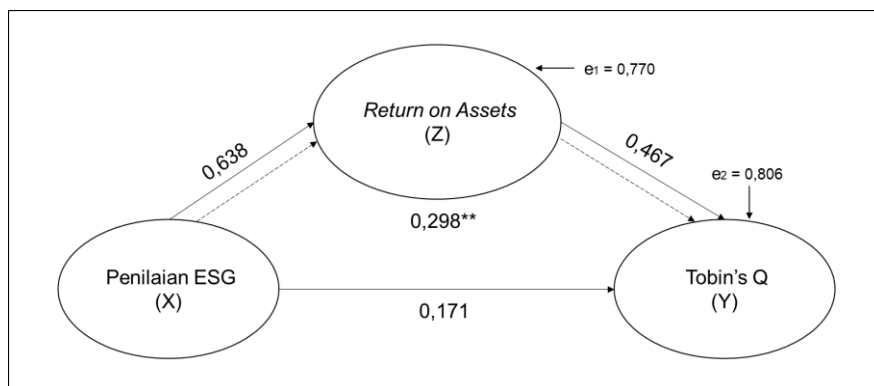 e1 = 0,770
Return on Assets
(Z)
0,638
0,467
e2 = 0,806
0,298**
Penilaian ESG
(X)
Tobin's Q
(Y)
0,171